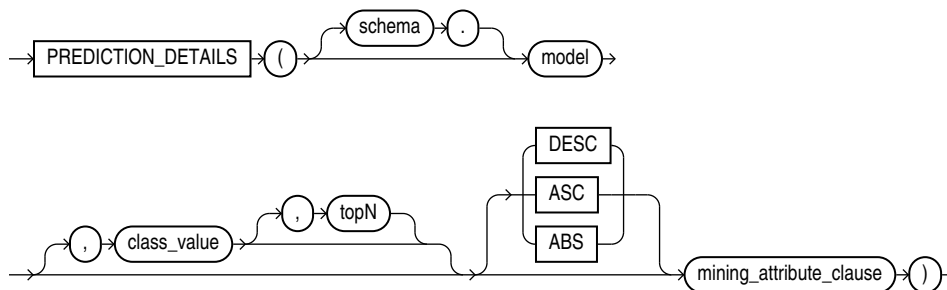 schema .
PREDICTION_DETAILS ( model
DESC
, topN ASC
, class_value ABS
mining_attribute_clause )